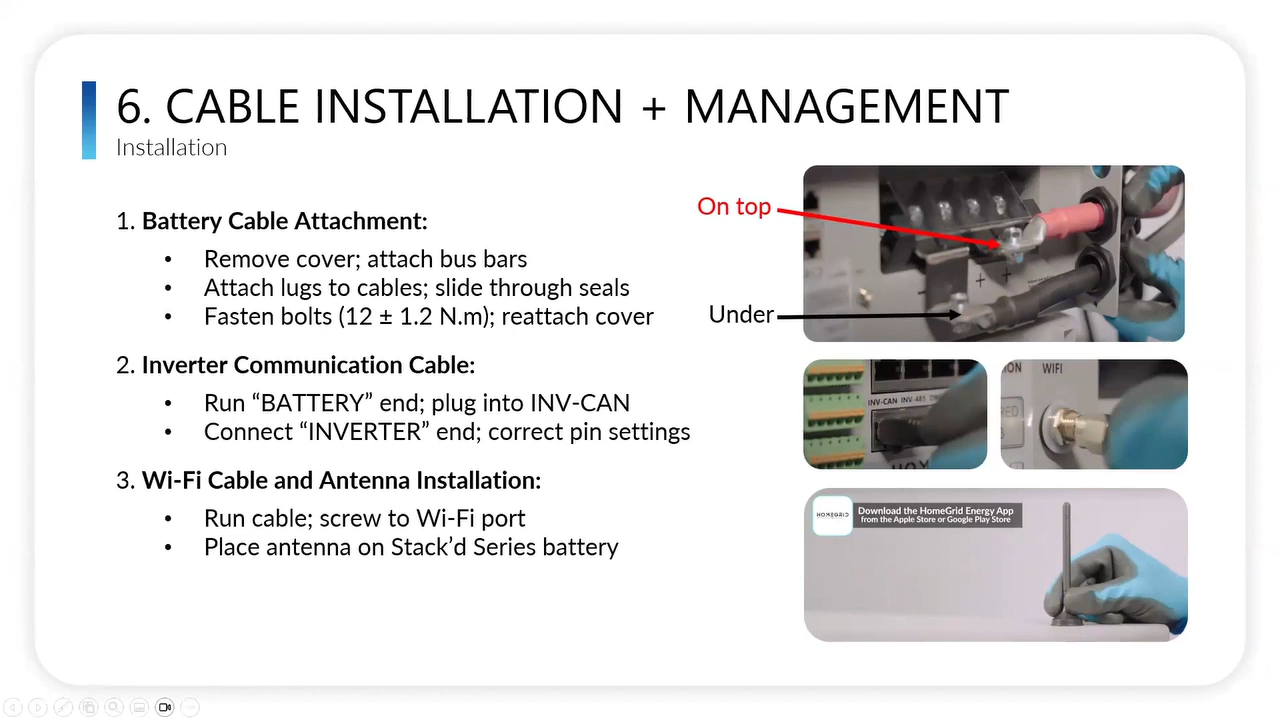 6. CABLE INSTALLATION + MANAGEMENT
Installation
1. Battery Cable Attachment:
• Remove cover; attach bus bars
• Attach lugs to cables; slide through seals
• Fasten bolts (12 ± 1.2 N.m); reattach cover
2. Inverter Communication Cable:
• Run “BATTERY” end; plug into INV-CAN
• Connect “INVERTER” end; correct pin settings
3. Wi-Fi Cable and Antenna Installation:
• Run cable; screw to Wi-Fi port
• Place antenna on Stack’d Series battery
On top
Under
+ +
INV-CAN INV-485
WIFI
HOMEGRID
Download the HomeGrid Energy App
from the Apple Store or Google Play Store